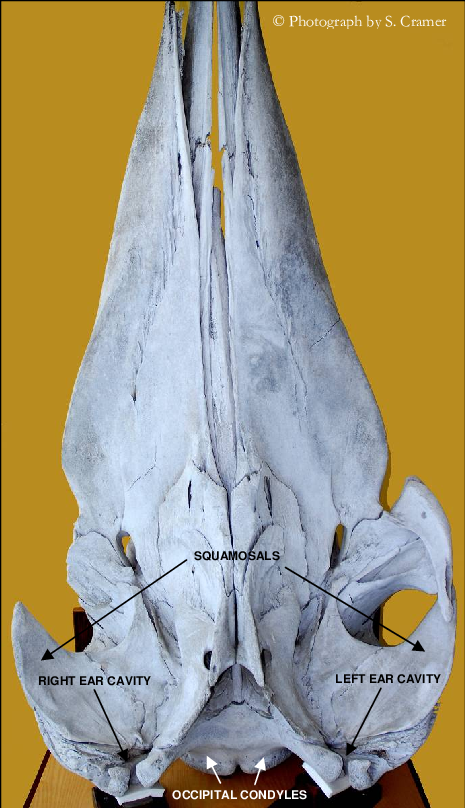 © Photograph by S. Cramer
SQUAMOSALS
RIGHT EAR CAVITY
LEFT EAR CAVITY
OCCIPITAL CONDYLES